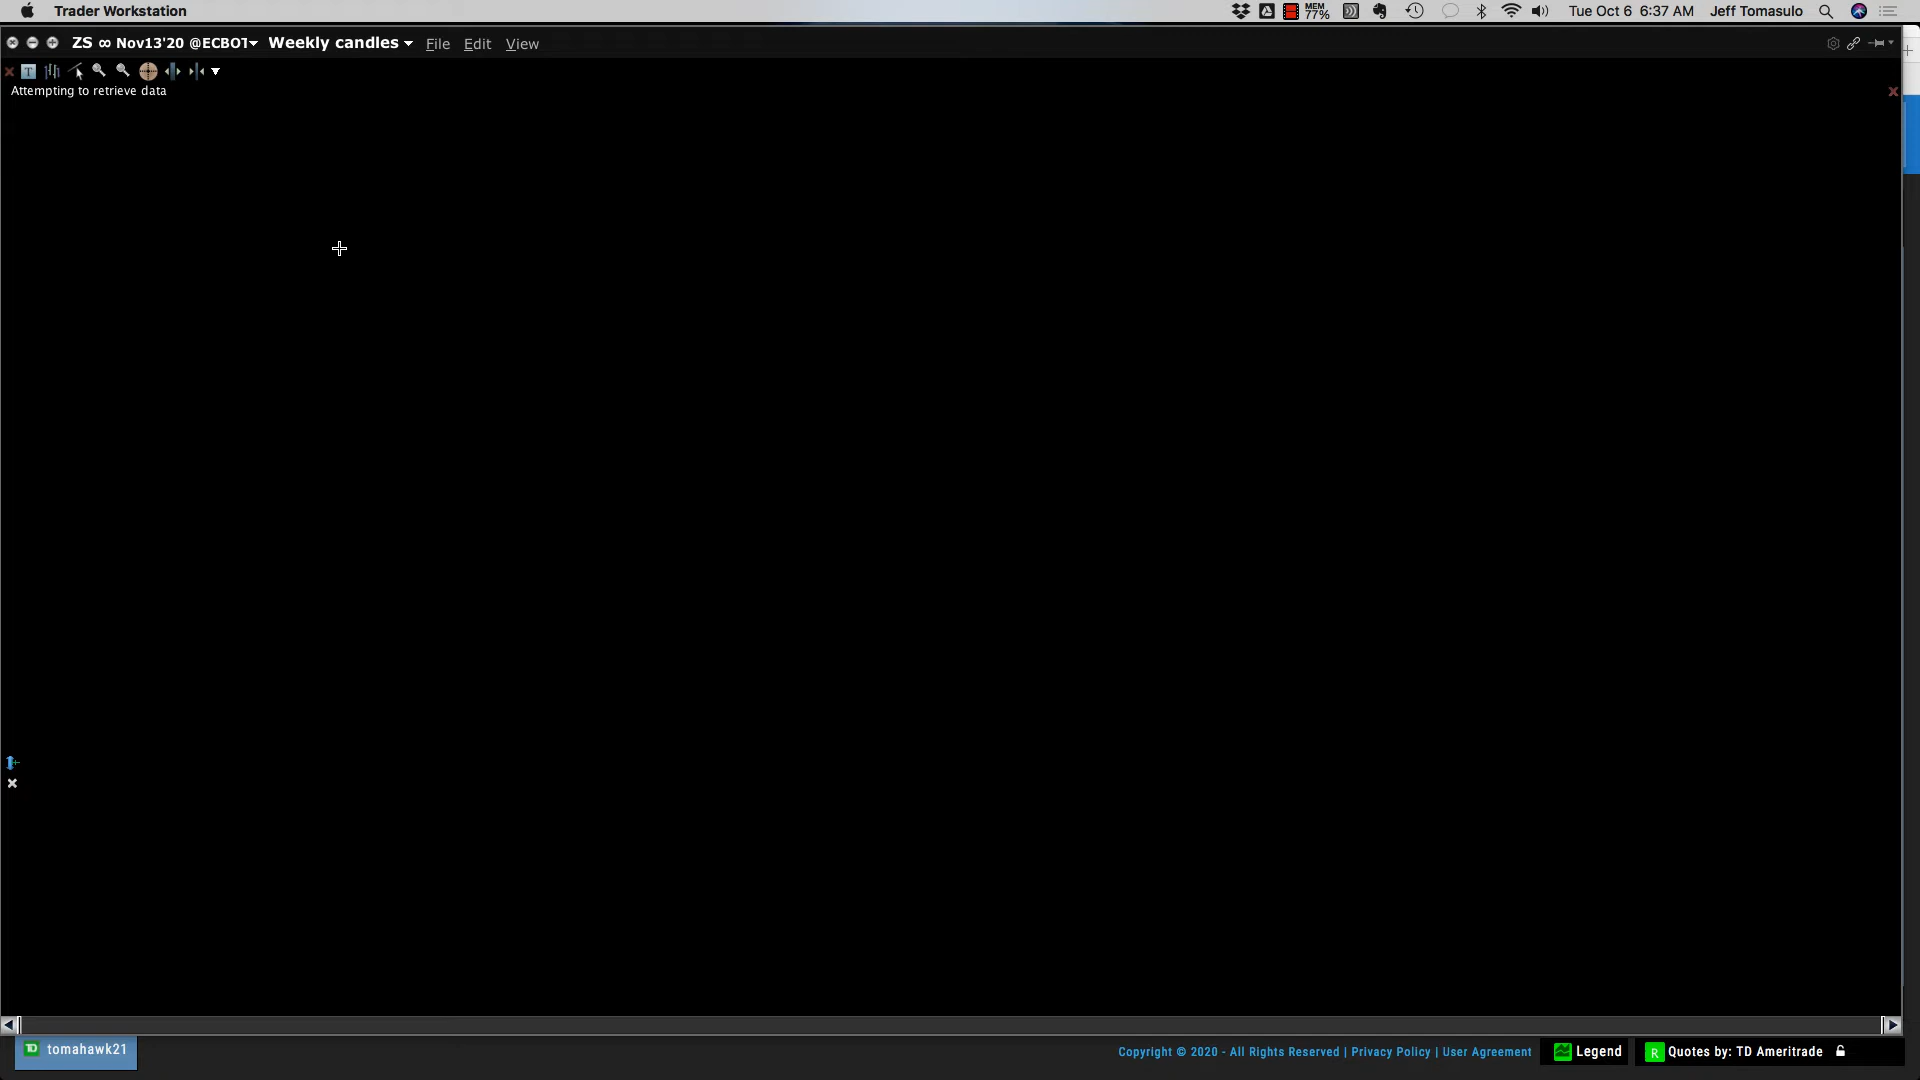 Trader Workstation
MEM
77%
Tue Oct 6 6:37 AM
Jeff Tomasulo
ZS ∞ Nov13'20 @ECBOT
Weekly candles
File
Edit
View
T
Attempting to retrieve data
tomahawk21
Copyright © 2020 - All Rights Reserved | Privacy Policy | User Agreement
Legend
R
Quotes by: TD Ameritrade